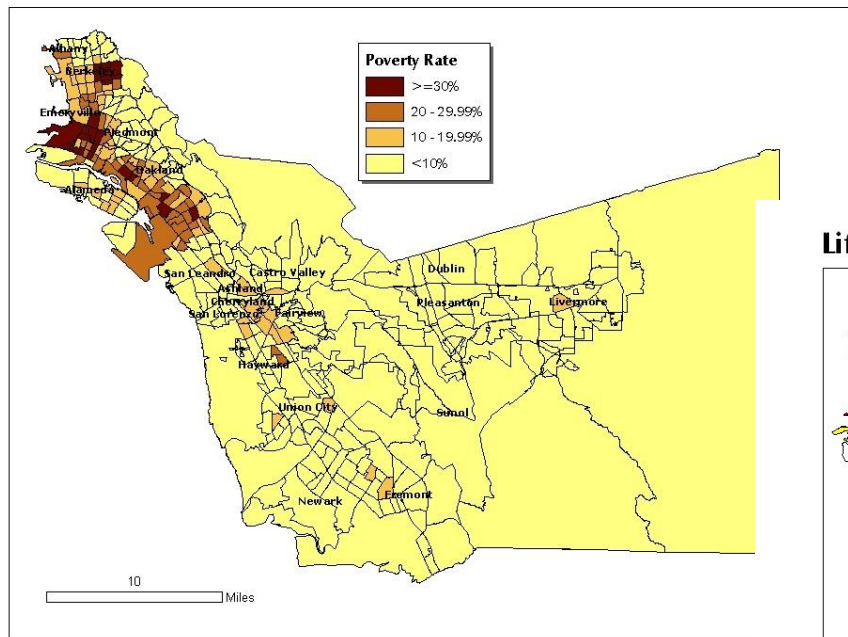 Poverty Rate
>=30%
20 - 29.99%
10 - 19.99%
<10%
Albany
Berkeley
Emeryville
Piedmont
Oakland
Alameda
San Leandro
Castro Valley
Ashland
Cherryland
San Lorenzo
Fairview
Hayward
Dublin
Pleasanton
Livermore
Union City
Sunol
Newark
Fremont
10
Miles